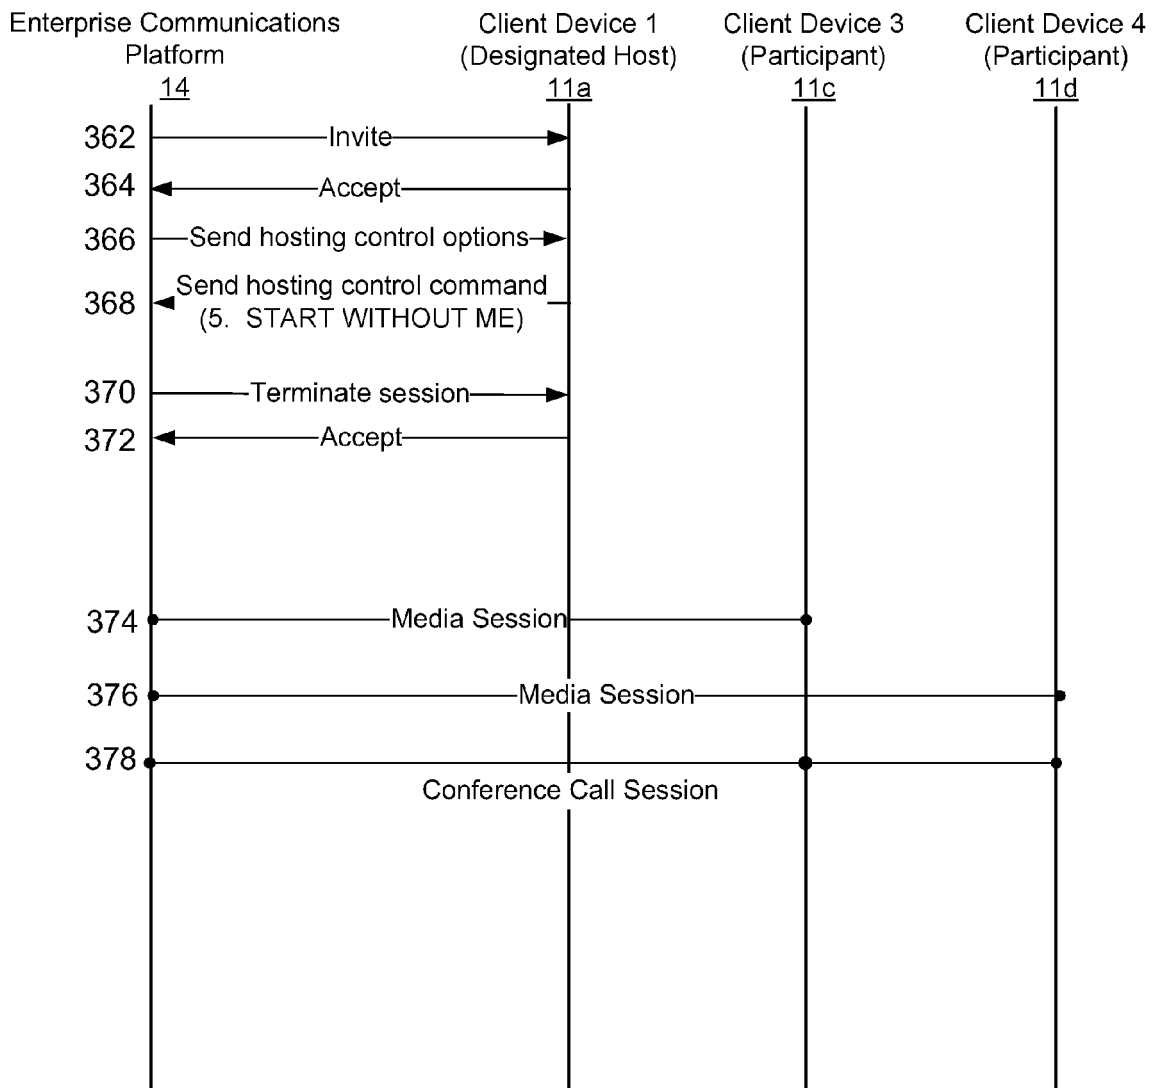 Enterprise Communications
Platform
14
Client Device 1
(Designated Host)
11a
Client Device 3
(Participant)
11c
Client Device 4
(Participant)
11d
362 Invite
364 Accept
366 Send hosting control options
368 Send hosting control command
(5. START WITHOUT ME)
370 Terminate session
372 Accept
374 Media Session
376 Media Session
378
Conference Call Session